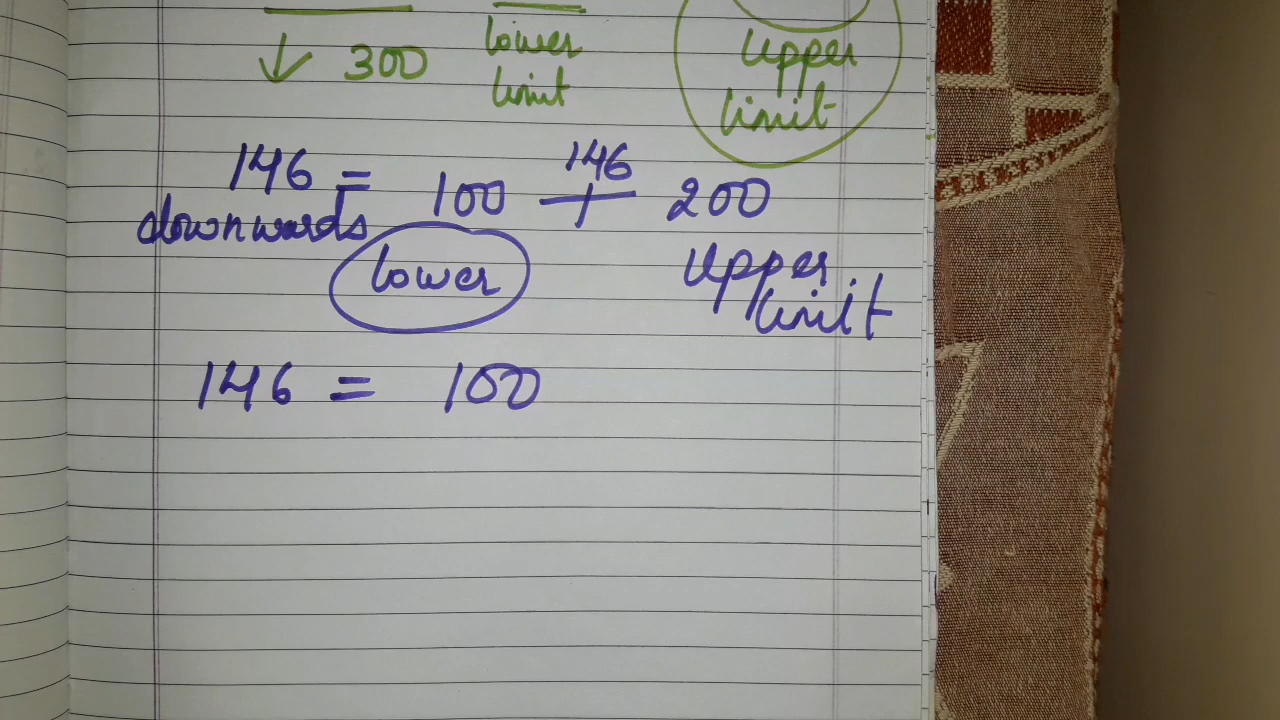 ↓ 300 lower limit upper limit
146 = 100 146 200
downwards lower upper limit
146 = 100